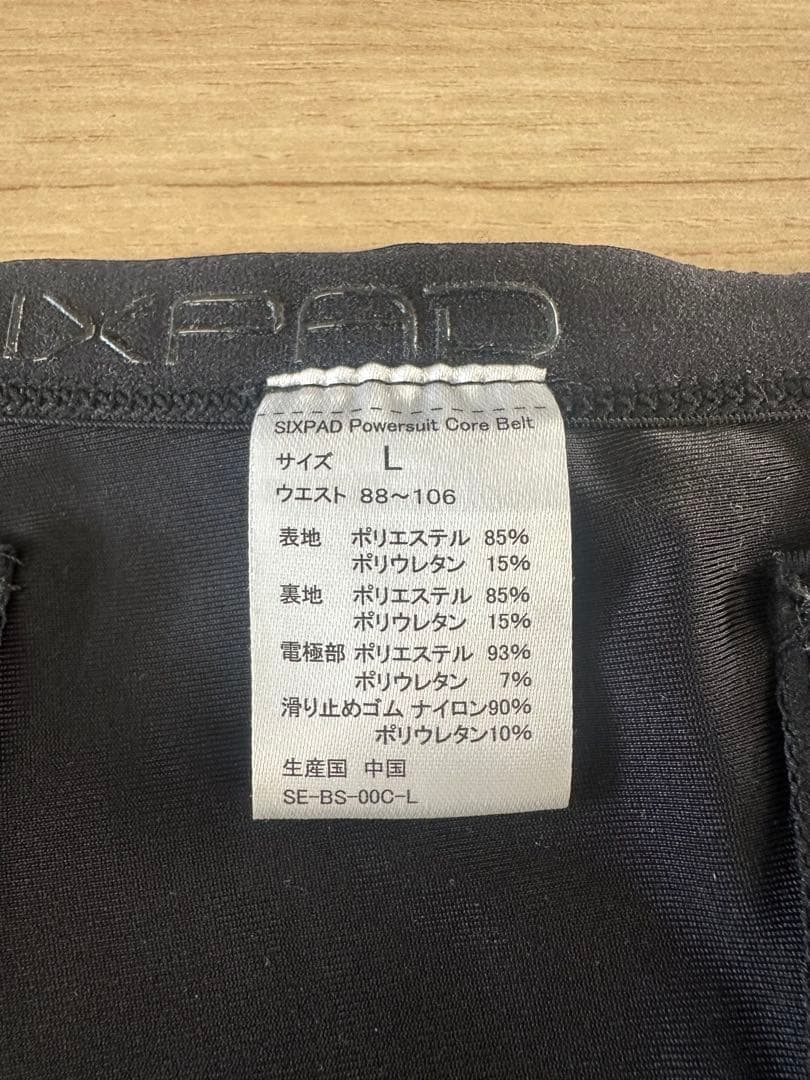 SIXPAD
SIXPAD Powersuit Core Belt
サイズ L
ウエスト 88～106
表地 ポリエステル 85%
ポリウレタン 15%
裏地 ポリエステル 85%
ポリウレタン 15%
電極部 ポリエステル 93%
ポリウレタン 7%
滑り止めゴム ナイロン90%
ポリウレタン10%
生産国 中国
SE-BS-00C-L